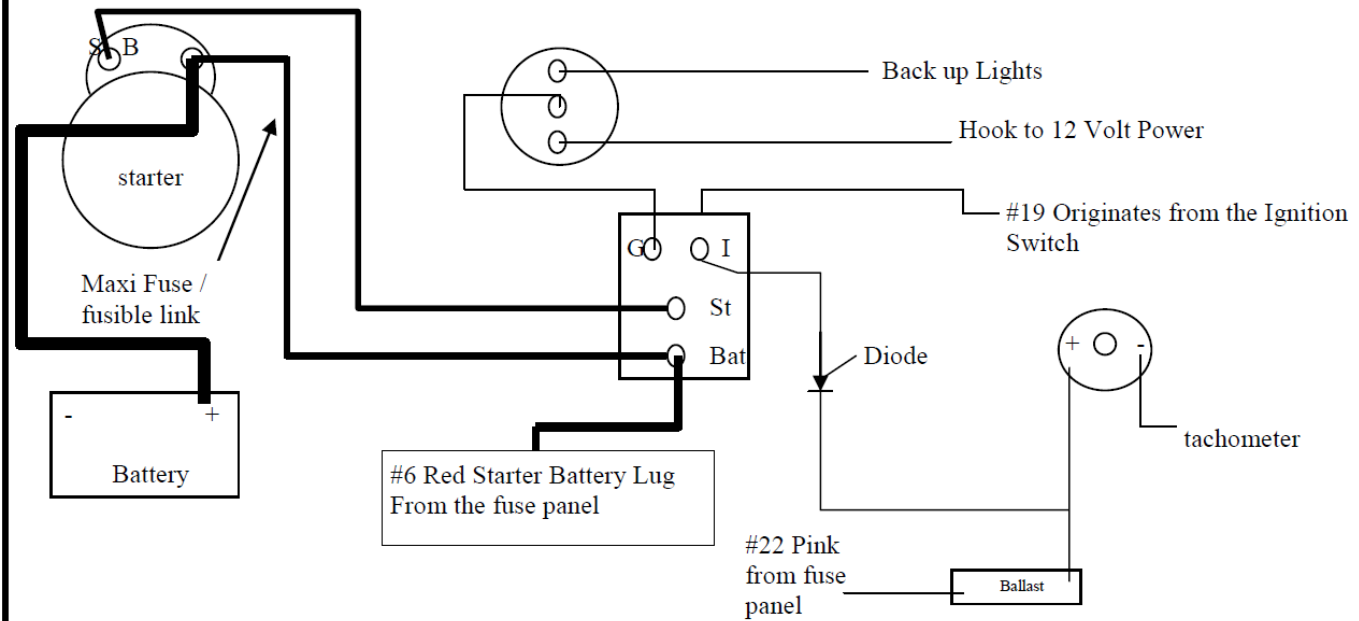 S B
starter
Maxi Fuse /
fusible link
-
+
Battery
Back up Lights
Hook to 12 Volt Power
#19 Originates from the Ignition
Switch
G I
St
Bat
#6 Red Starter Battery Lug
From the fuse panel
Diode
+ -
tachometer
#22 Pink
from fuse
panel
Ballast